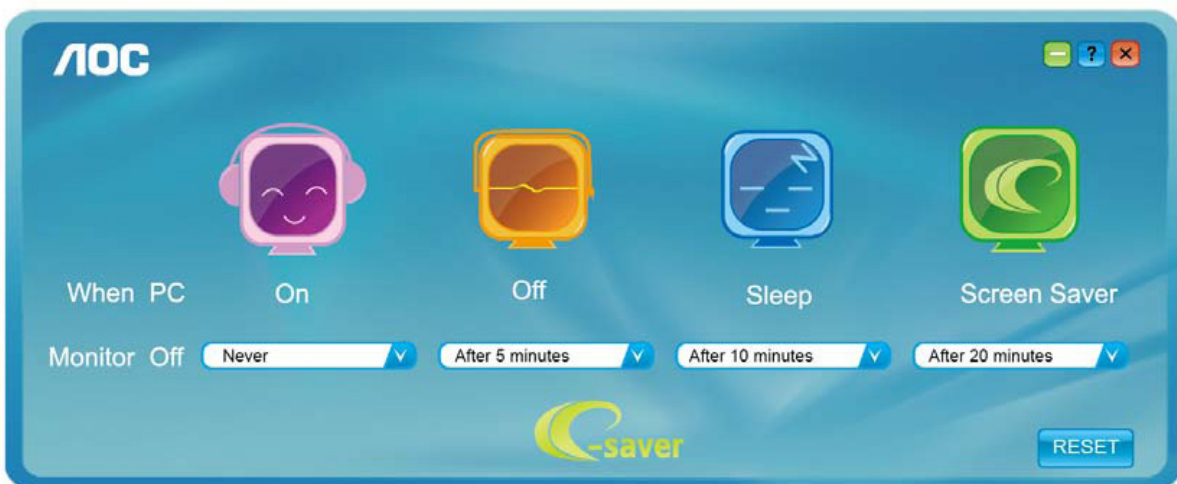 AOC
?
When PC On Off Sleep Screen Saver
Monitor Off Never After 5 minutes After 10 minutes After 20 minutes
e-saver
RESET